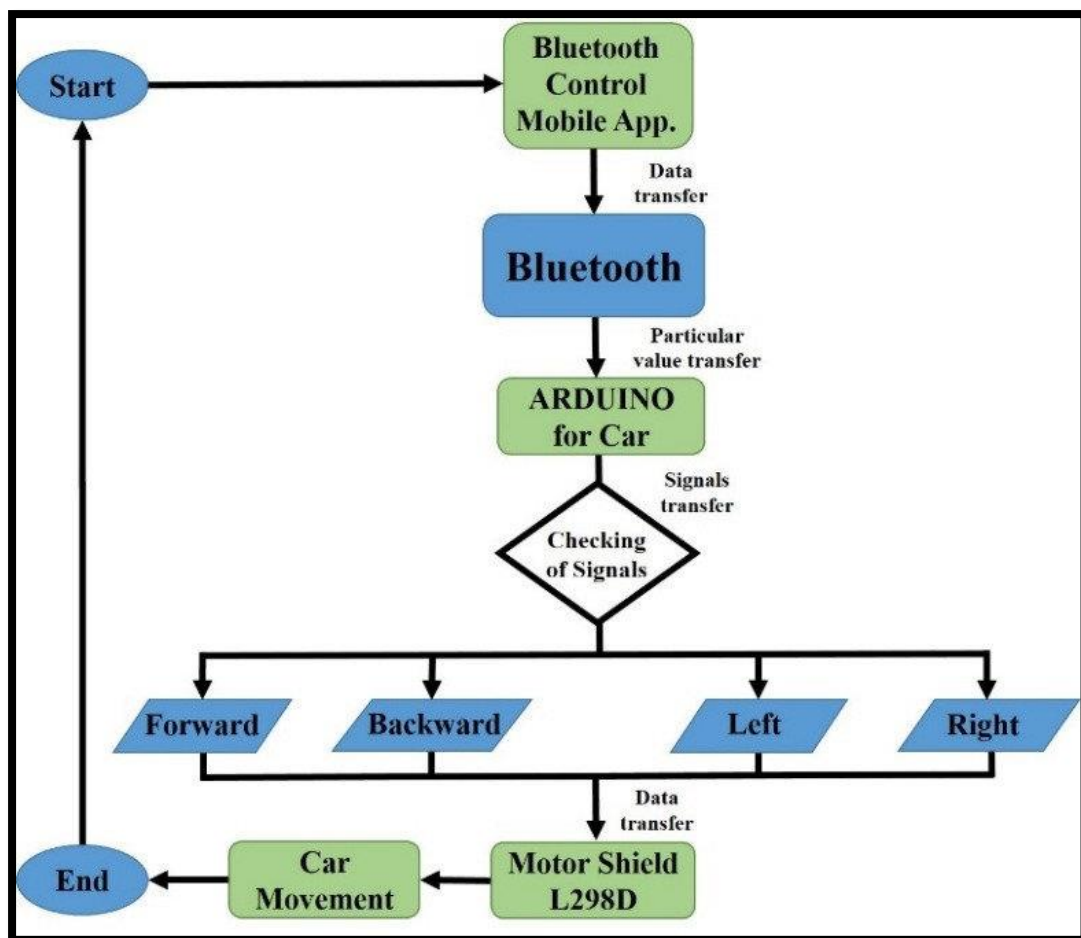 Start
Bluetooth
Control
Mobile App.
Data
transfer
Bluetooth
Particular
value transfer
ARDUINO
for Car
Signals
transfer
Checking
of Signals
Forward
Backward
Left
Right
Data
transfer
End
Car
Movement
Motor Shield
L298D